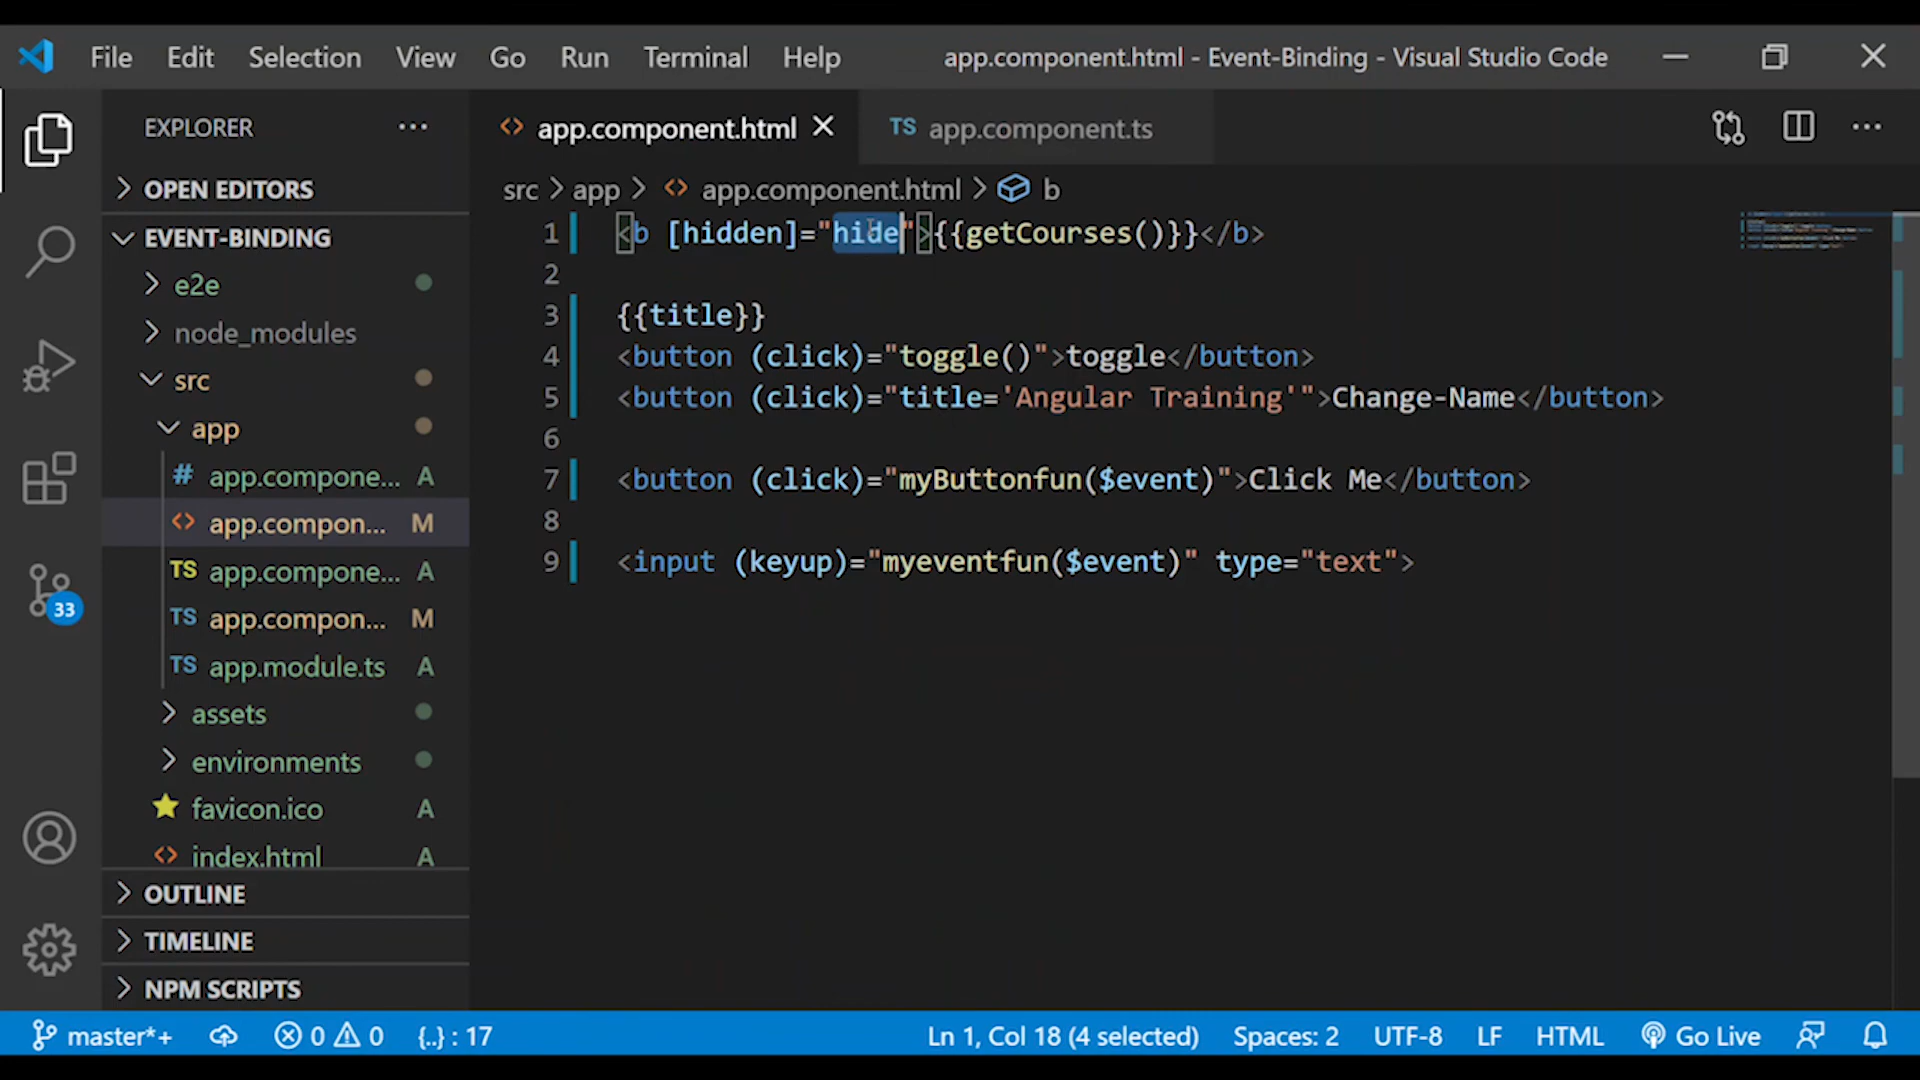 File Edit Selection View Go Run Terminal Help app.component.html - Event-Binding - Visual Studio Code
EXPLORER
OPEN EDITORS
EVENT-BINDING
e2e
node_modules
src
app
# app.compone... A
<> app.compon... M
TS app.compone... A
TS app.compon... M
TS app.module.ts A
assets
environments
favicon.ico A
<> index.html A
OUTLINE
TIMELINE
NPM SCRIPTS
33
<> app.component.html
TS app.component.ts
src > app > <> app.component.html > b
1 <b [hidden]="hide">{{getCourses()}}</b>
2
3 {{title}}
4 <button (click)="toggle()">toggle</button>
5 <button (click)="title='Angular Training'">Change-Name</button>
6
7 <button (click)="myButtonfun($event)">Click Me</button>
8
9 <input (keyup)="myeventfun($event)" type="text">
master*+ 0 0 {..} : 17 Ln 1, Col 18 (4 selected) Spaces: 2 UTF-8 LF HTML Go Live